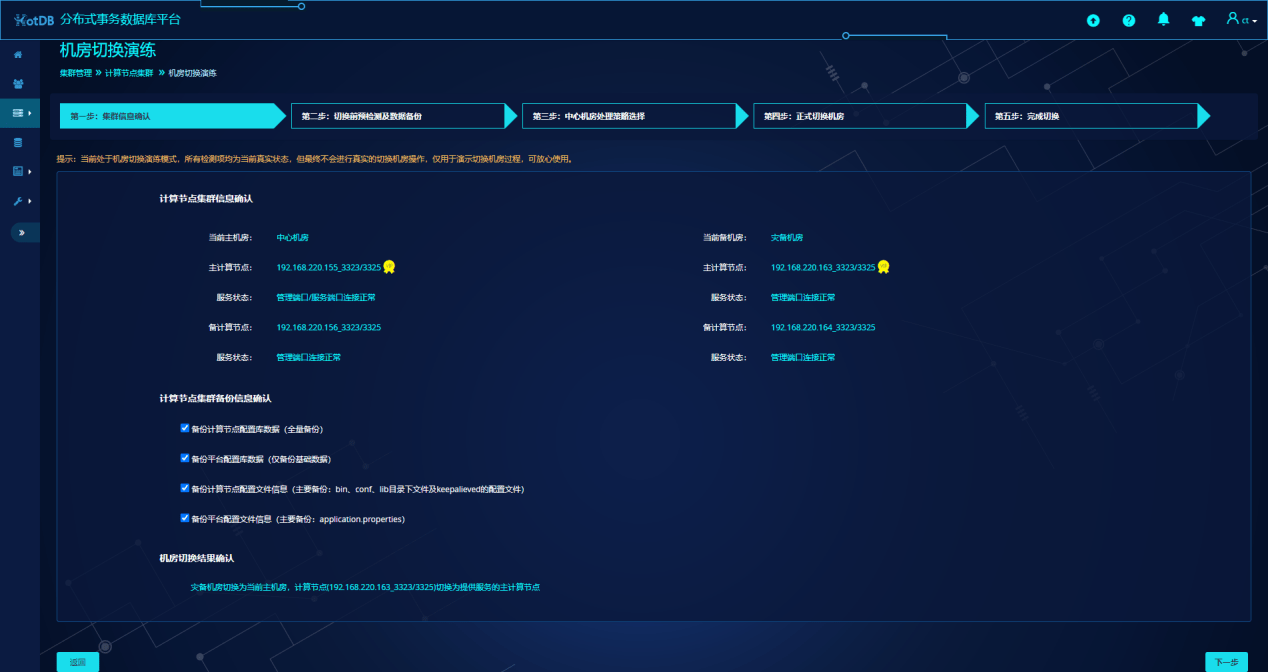 HotDB 分布式事务数据库平台
ct
机房切换演练
集群管理 » 计算节点集群 » 机房切换演练
第一步：集群信息确认
第二步：切换前预检测及数据备份
第三步：中心机房处理策略选择
第四步：正式切换机房
第五步：完成切换
提示：当前处于机房切换演练模式，所有检测项均为当前真实状态，但最终不会进行真实的切换机房操作，仅用于演示切换机房过程，可放心使用。
计算节点集群信息确认
当前主机房： 中心机房 当前备机房： 灾备机房
主计算节点： 192.168.220.155_3323/3325 主计算节点： 192.168.220.163_3323/3325
服务状态： 管理端口/服务端口连接正常 服务状态： 管理端口连接正常
备计算节点： 192.168.220.156_3323/3325 备计算节点： 192.168.220.164_3323/3325
服务状态： 管理端口连接正常 服务状态： 管理端口连接正常
计算节点集群备份信息确认
备份计算节点配置库数据（全量备份）
备份平台配置库数据（仅备份基础数据）
备份计算节点配置文件信息（主要备份：bin、conf、lib目录下文件及keepalieved的配置文件）
备份平台配置文件信息（主要备份：application.properties）
机房切换结果确认
灾备机房切换为当前主机房，计算节点(192.168.220.163_3323/3325)切换为提供服务的主计算节点
返回
下一步